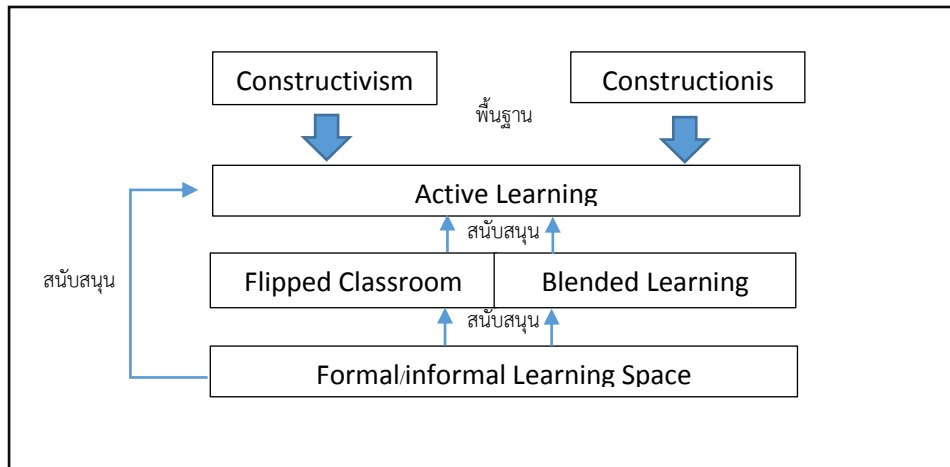 Constructivism
Constructionis
พื้นฐาน
Active Learning
สนับสนุน
สนับสนุน
Flipped Classroom
Blended Learning
สนับสนุน
Formal/informal Learning Space